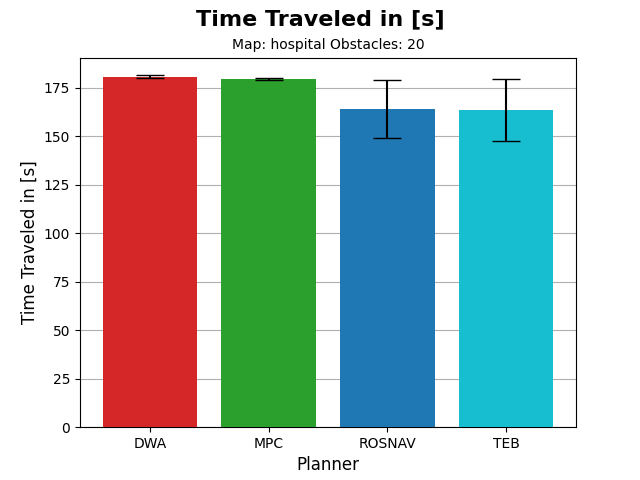 Time Traveled in [s]
Map: hospital Obstacles: 20
Time Traveled in [s]
175
150
125
100
75
50
25
0
DWA
MPC
ROSNAV
TEB
Planner